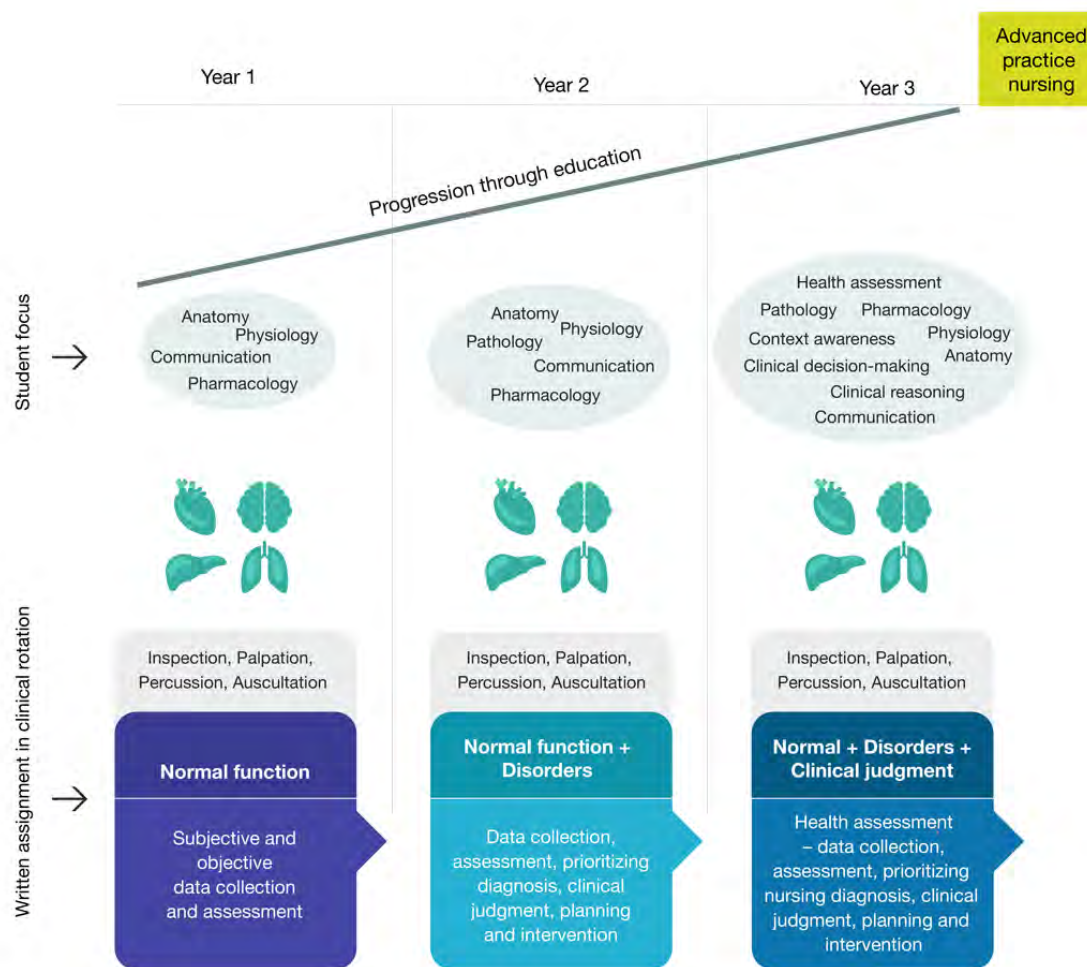 Advanced
practice
nursing
Year 1
Year 2
Year 3
Progression through education
Student focus
Anatomy
Physiology
Communication
Pharmacology
Anatomy
Physiology
Pathology
Communication
Pharmacology
Health assessment
Pathology
Pharmacology
Context awareness
Physiology
Anatomy
Clinical decision-making
Clinical reasoning
Communication
Written assignment in clinical rotation
Inspection, Palpation,
Percussion, Auscultation
Normal function
Subjective and
objective
data collection
and assessment
Inspection, Palpation,
Percussion, Auscultation
Normal function +
Disorders
Data collection,
assessment, prioritizing
diagnosis, clinical
judgment, planning
and intervention
Inspection, Palpation,
Percussion, Auscultation
Normal + Disorders +
Clinical judgment
Health assessment
– data collection,
assessment, prioritizing
nursing diagnosis, clinical
judgment, planning and
intervention